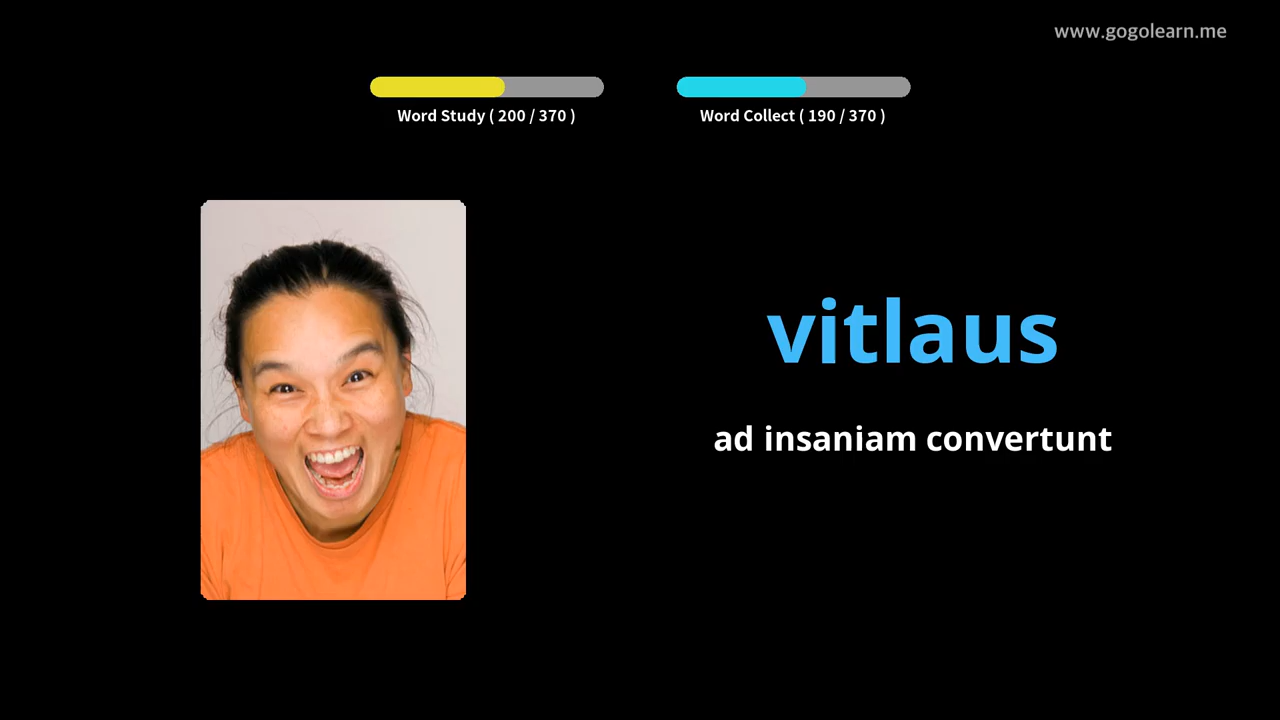 www.gogolearn.me
Word Study ( 200 / 370 )
Word Collect ( 190 / 370 )
vitlaus
ad insaniam convertunt